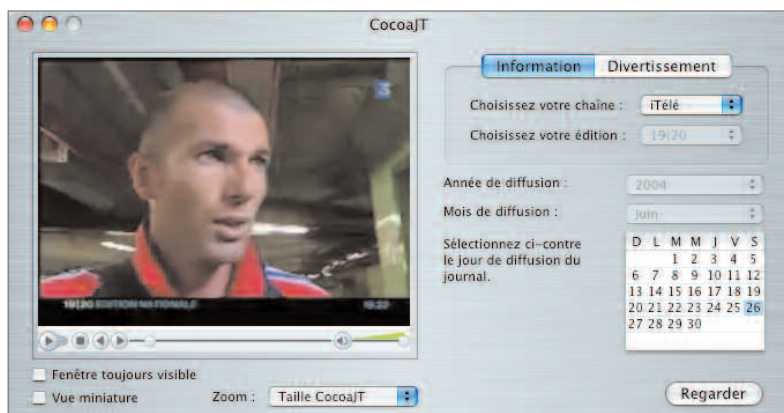 CocoaJT
3
19|20 EDITION NATIONALE 19:22
Fenêtre toujours visible
Vue miniature
Zoom : Taille CocoaJT
Information Divertissement
Choisissez votre chaîne : iTélé
Choisissez votre édition : 19|20
Année de diffusion : 2004
Mois de diffusion : Juin
Sélectionnez ci-contre
le jour de diffusion du
journal.
D L M M J V S
1 2 3 4 5
6 7 8 9 10 11 12
13 14 15 16 17 18 19
20 21 22 23 24 25 26
27 28 29 30
Regarder